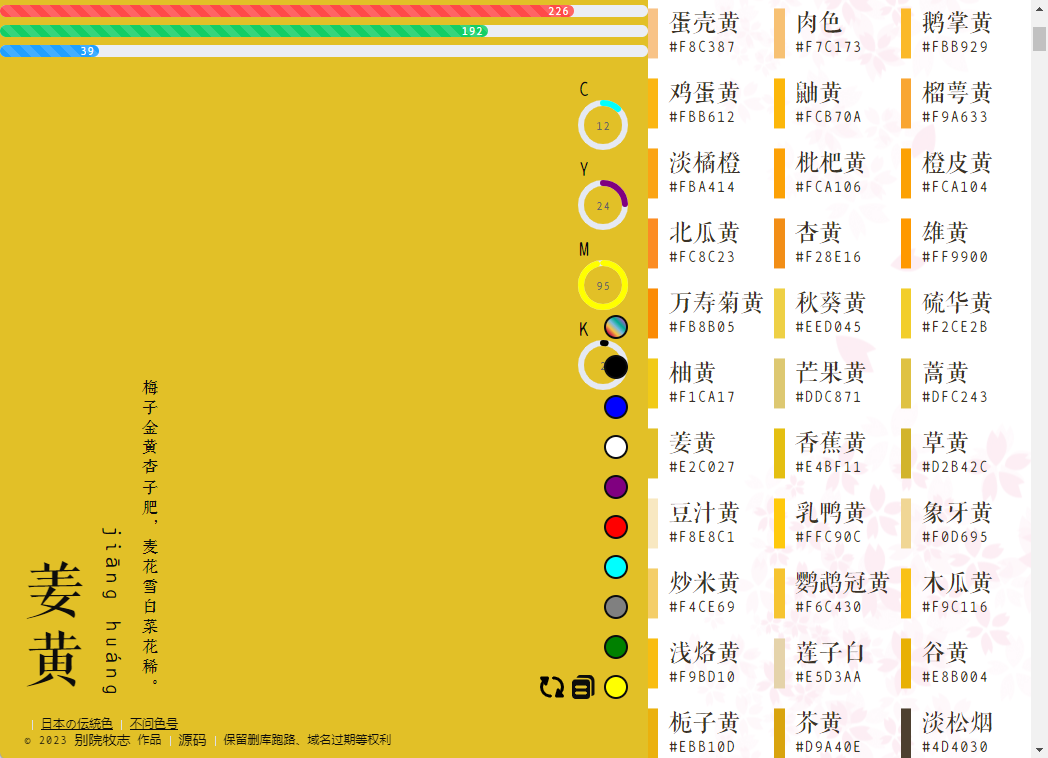 226
192
39
C
12
Y
24
M
95
K
梅子金黄杏子肥，麦花雪白菜花稀。
jiāng huáng
姜黄
| 日本の伝統色 | 不问色号
© 2023 别院牧志 作品 | 源码 | 保留删库跑路、域名过期等权利
蛋壳黄
#F8C387
肉色
#F7C173
鹅掌黄
#FBB929
鸡蛋黄
#FBB612
鼬黄
#FCB70A
榴萼黄
#F9A633
淡橘橙
#FBA414
枇杷黄
#FCA106
橙皮黄
#FCA104
北瓜黄
#FC8C23
杏黄
#F28E16
雄黄
#FF9900
万寿菊黄
#FB8B05
秋葵黄
#EED045
硫华黄
#F2CE2B
柚黄
#F1CA17
芒果黄
#DDC871
蒿黄
#DFC243
姜黄
#E2C027
香蕉黄
#E4BF11
草黄
#D2B42C
豆汁黄
#F8E8C1
乳鸭黄
#FFC90C
象牙黄
#F0D695
炒米黄
#F4CE69
鹦鹉冠黄
#F6C430
木瓜黄
#F9C116
浅烙黄
#F9BD10
莲子白
#E5D3AA
谷黄
#E8B004
栀子黄
#EBB10D
芥黄
#D9A40E
淡松烟
#4D4030